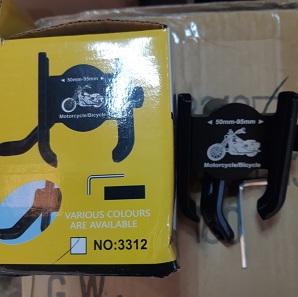 ◄ 50mm-95mm ►
Motorcycle/Bicycle
VARIOUS COLOURS
ARE AVAILABLE
NO:3312
◄ 50mm-95mm ►
Motorcycle/Bicycle
G.W.